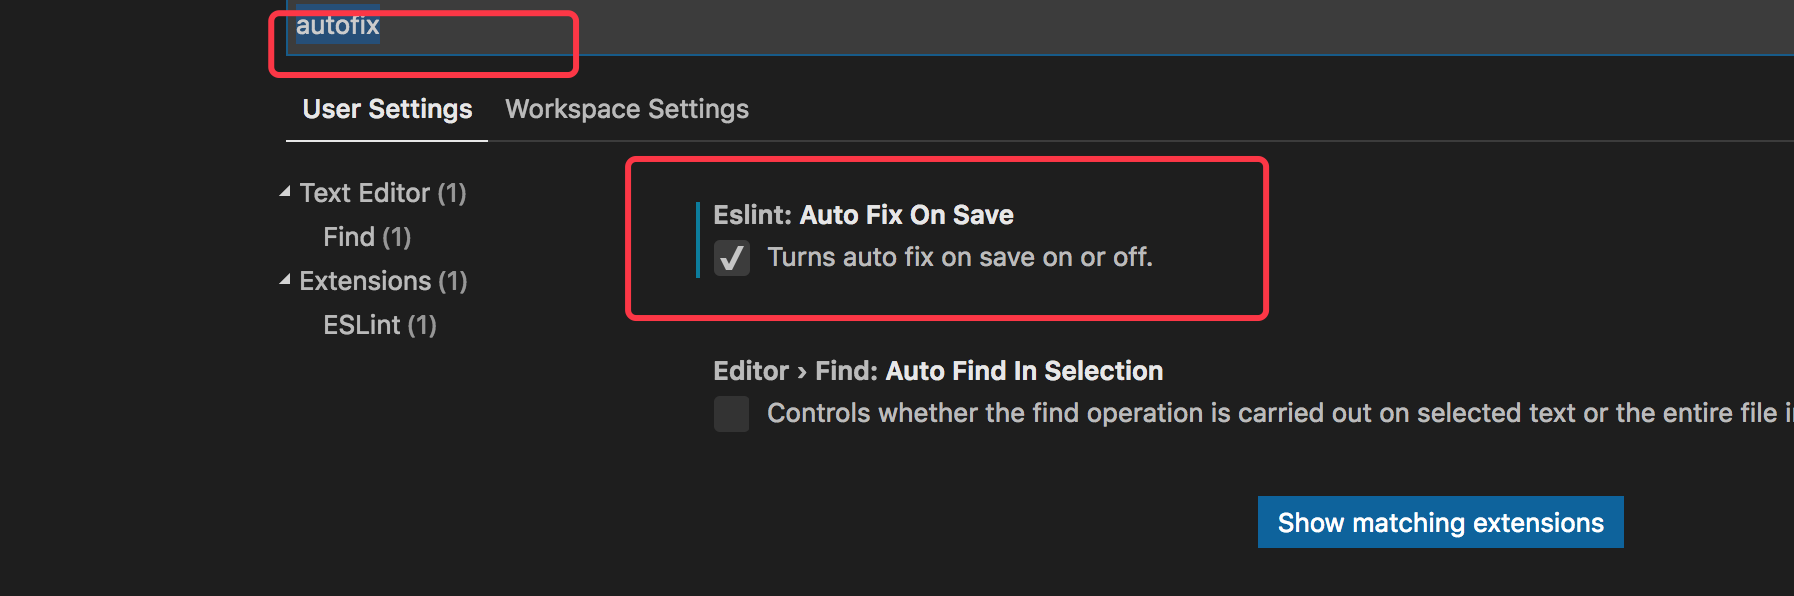 autofix
User Settings
Workspace Settings
Text Editor (1)
Find (1)
Extensions (1)
ESLint (1)
Eslint: Auto Fix On Save
Turns auto fix on save on or off.
Editor › Find: Auto Find In Selection
Controls whether the find operation is carried out on selected text or the entire file
Show matching extensions